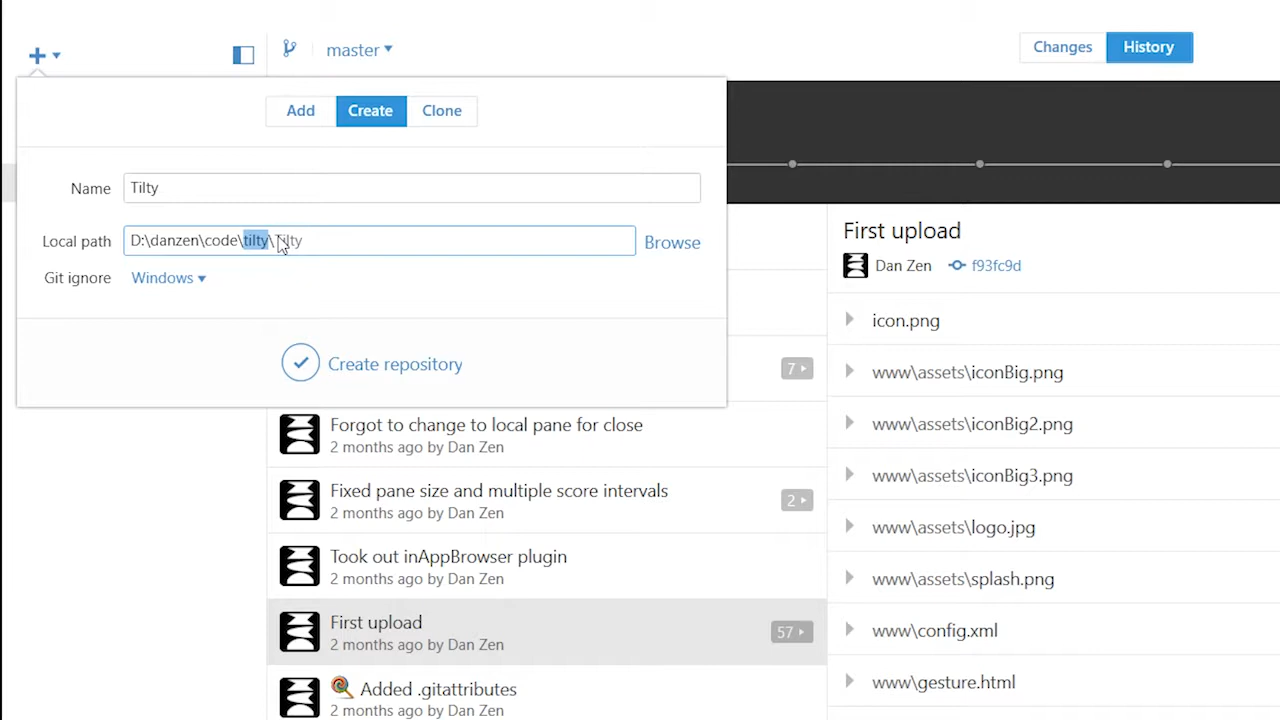 master
Changes
History
Add
Create
Clone
Name
Tilty
Local path
D:\danzen\code\tilty\Tilty
Browse
Git ignore
Windows
Create repository
7
Forgot to change to local pane for close
2 months ago by Dan Zen
Fixed pane size and multiple score intervals
2 months ago by Dan Zen
2
Took out inAppBrowser plugin
2 months ago by Dan Zen
First upload
2 months ago by Dan Zen
57
Added .gitattributes
2 months ago by Dan Zen
First upload
Dan Zen
f93fc9d
icon.png
www\assets\iconBig.png
www\assets\iconBig2.png
www\assets\iconBig3.png
www\assets\logo.jpg
www\assets\splash.png
www\config.xml
www\gesture.html